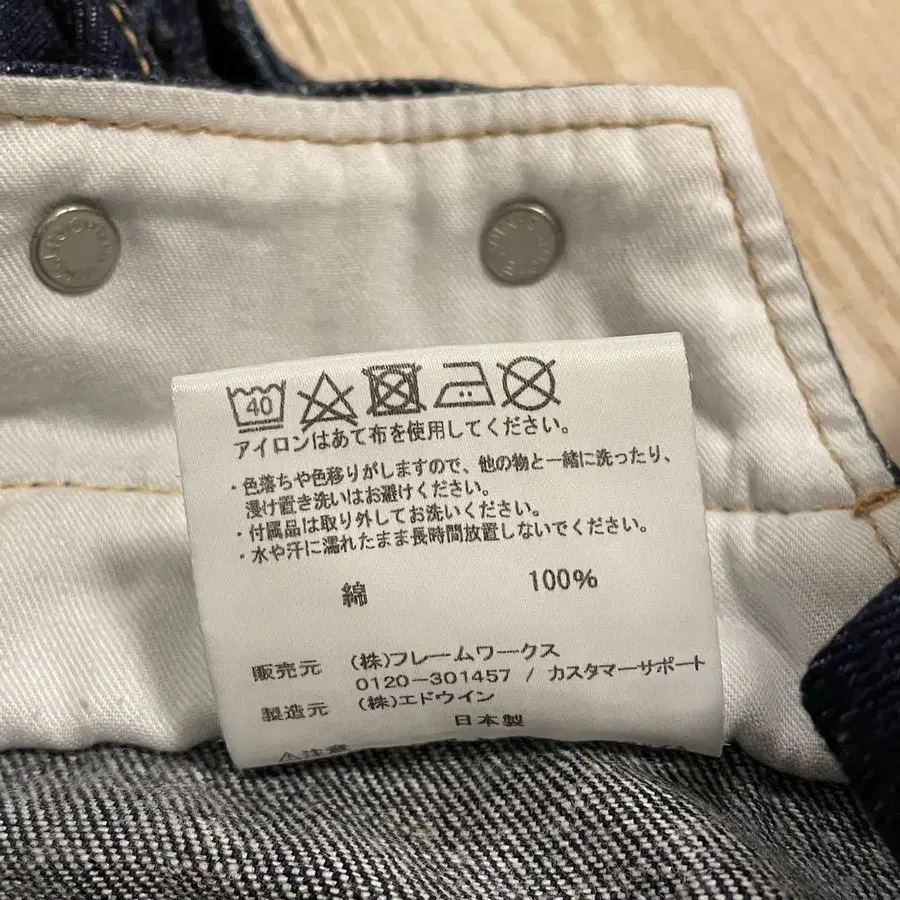 40
アイロンはあて布を使用してください。
・色落ちや色移りがしますので、他の物と一緒に洗ったり、
浸け置き洗いはお避けください。
・付属品は取り外してお洗いください。
・水や汗に濡れたまま長時間放置しないでください。
綿 100%
販売元 (株)フレームワークス
0120-301457 / カスタマーサポート
製造元 (株)エドウイン
日本製
⚠注意